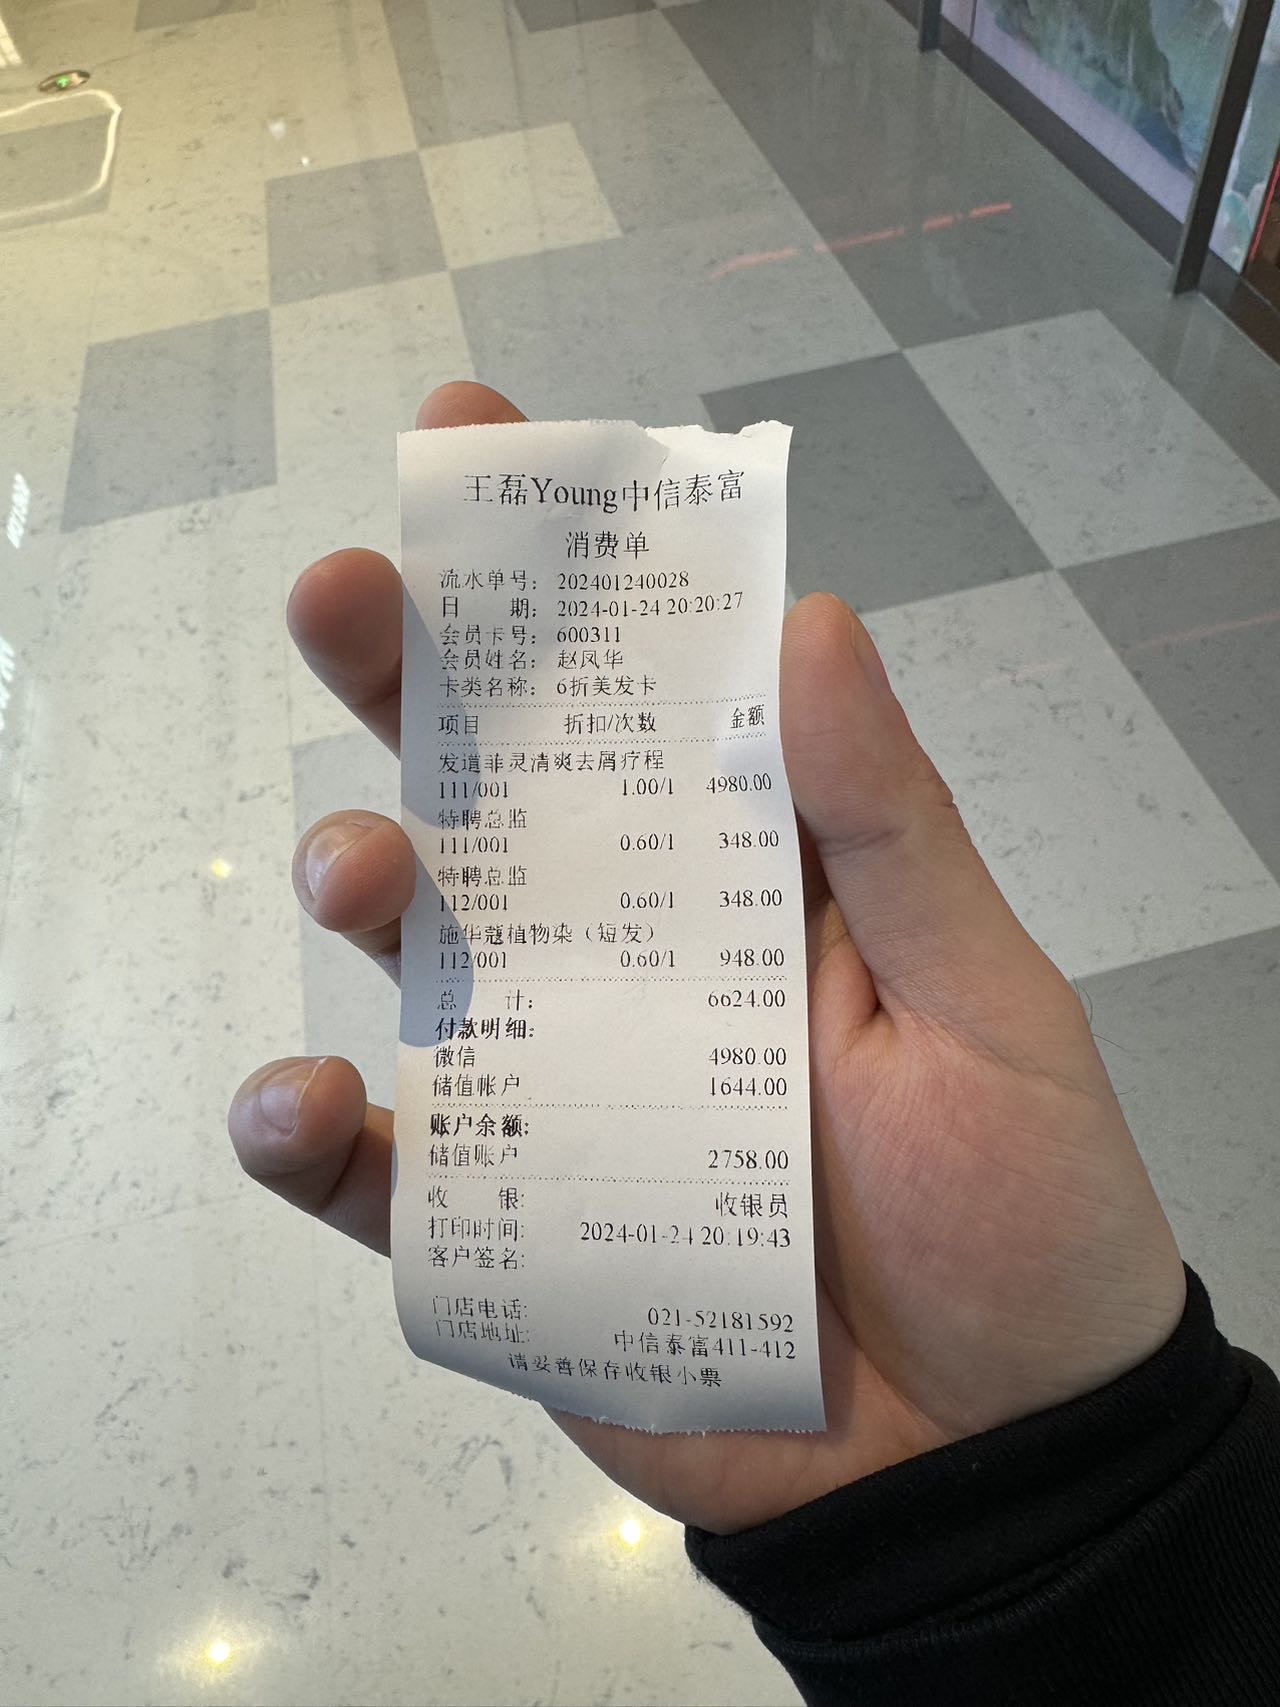 王磊Young中信泰富
消费单
流水单号： 202401240028
日 期： 2024-01-24 20:20:27
会员卡号： 600311
会员姓名： 赵凤华
卡类名称： 6折美发卡
项目 折扣/次数 金额
发道菲灵清爽去屑疗程
111/001 1.00/1 4980.00
特聘总监
111/001 0.60/1 348.00
特聘总监
112/001 0.60/1 348.00
施华蔻植物染（短发）
112/001 0.60/1 948.00
总 计： 6624.00
付款明细：
微信 4980.00
储值帐户 1644.00
账户余额：
储值账户 2758.00
收 银： 收银员
打印时间： 2024-01-24 20:19:43
客户签名：
门店电话： 021-52181592
门店地址： 中信泰富411-412
请妥善保存收银小票